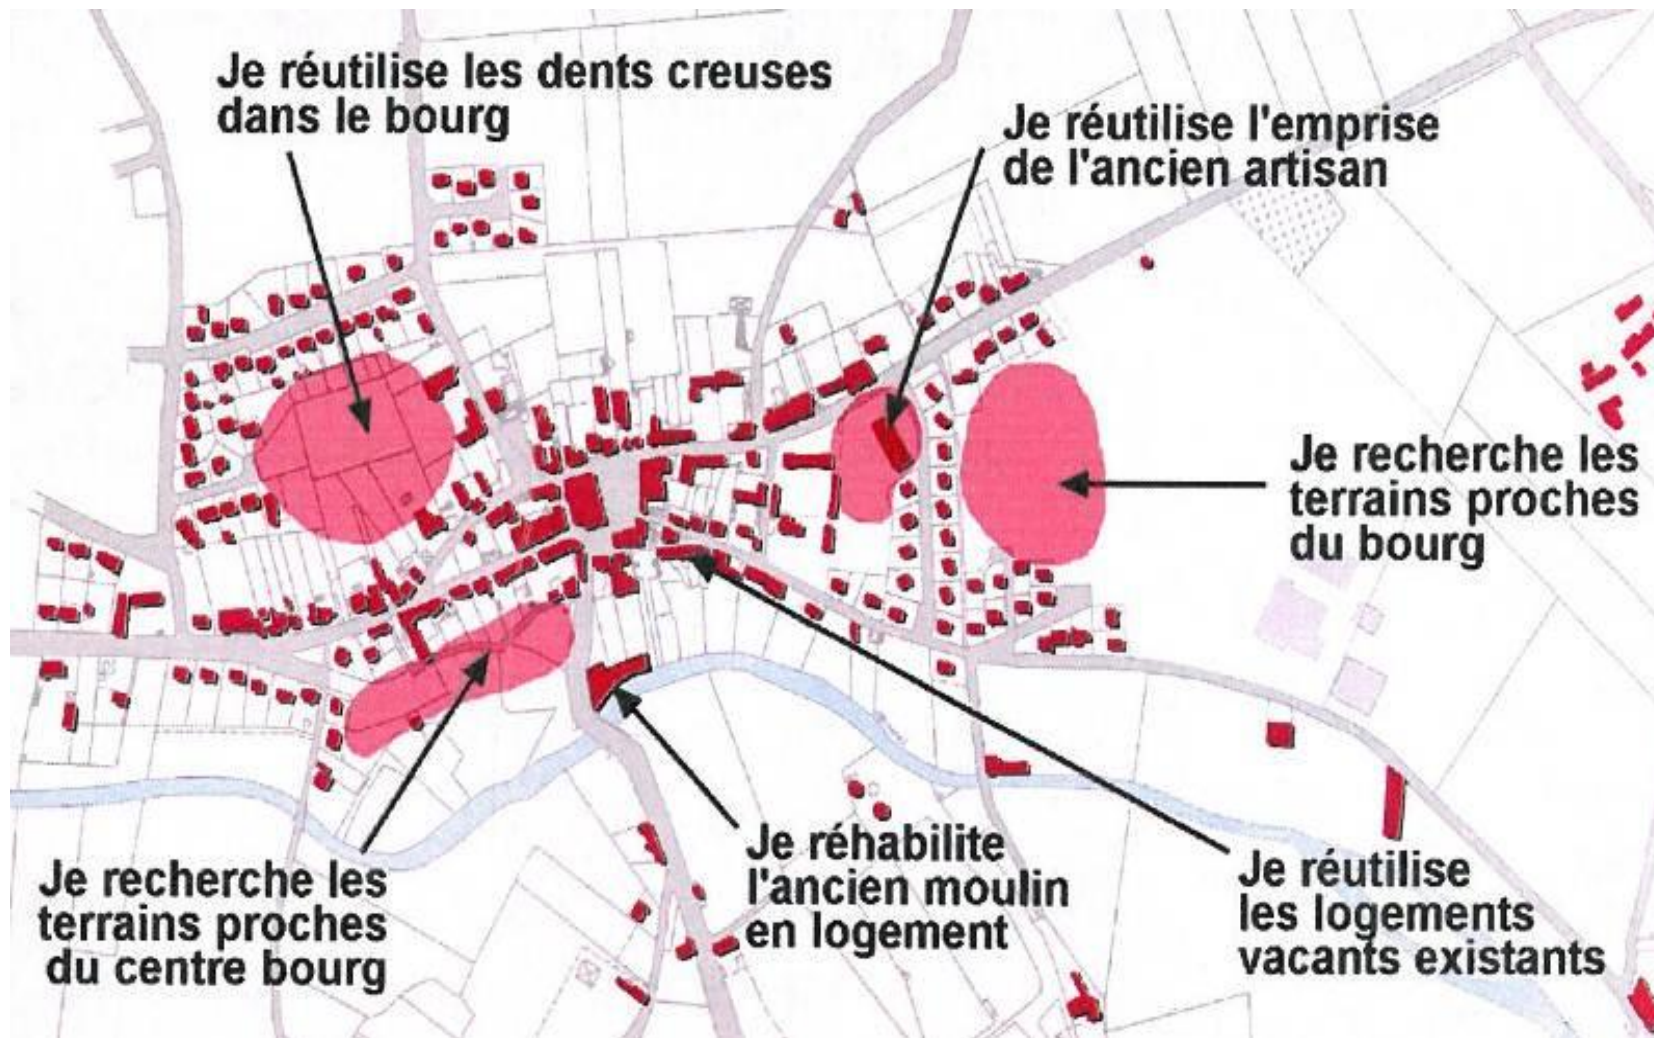 Je réutilise les dents creuses
dans le bourg
Je réutilise l'emprise
de l'ancien artisan
Je recherche les
terrains proches
du bourg
Je recherche les
terrains proches
du centre bourg
Je réhabilite
l'ancien moulin
en logement
Je réutilise
les logements
vacants existants